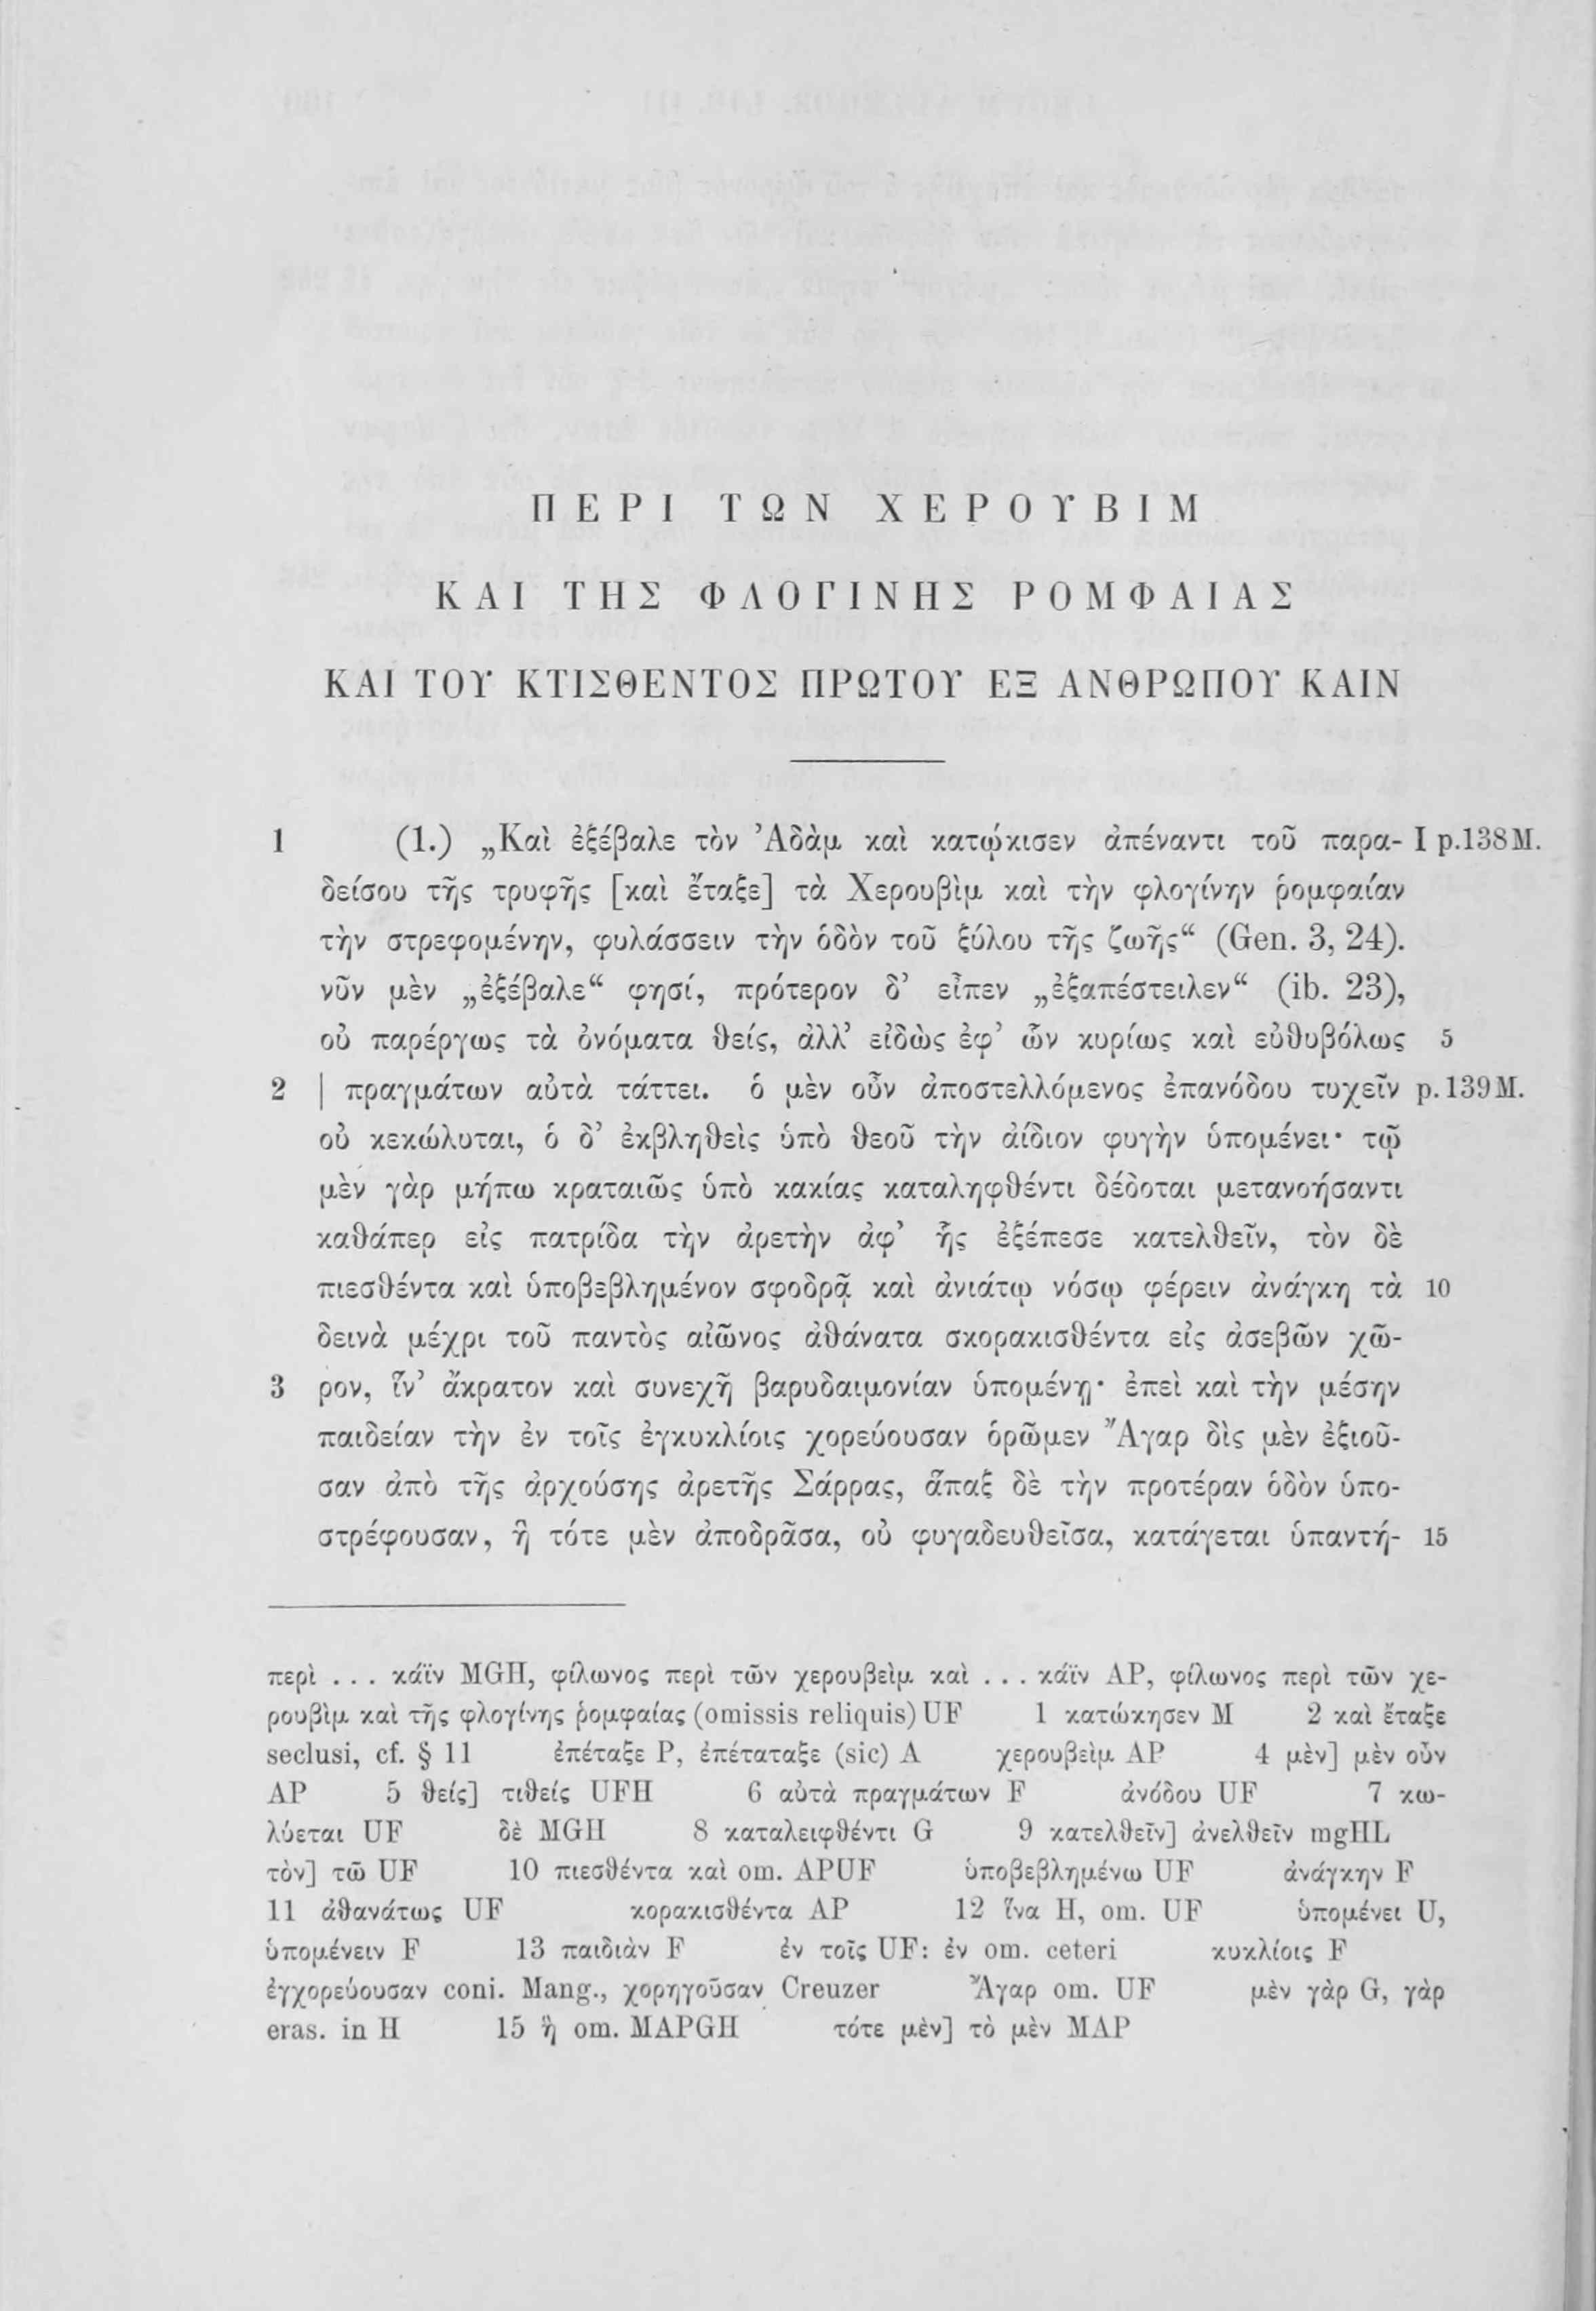 ΠΕΡΙ ΤΩΝ ΧΕΡΟΥΒΙΜ
ΚΑΙ ΤΗΣ ΦΛΟΓΙΝΗΣ ΡΟΜΦΑΙΑΣ
ΚΑΙ ΤΟΥ ΚΤΙΣΘΕΝΤΟΣ ΠΡΩΤΟΥ ΕΞ ΑΝΘΡΩΠΟΥ ΚΑΙΝ
1 (1.) „Καὶ ἐξέβαλε τὸν Ἀδὰμ καὶ κατῴκισεν ἀπέναντι τοῦ παρα- I p.138M.
δείσου τῆς τρυφῆς [καὶ ἔταξε] τὰ Χερουβὶμ καὶ τὴν φλογίνην ῥομφαίαν
τὴν στρεφομένην, φυλάσσειν τὴν ὁδὸν τοῦ ξύλου τῆς ζωῆς“ (Gen. 3, 24).
νῦν μὲν „ἐξέβαλε“ φησί, πρότερον δ’ εἶπεν „ἐξαπέστειλεν“ (ib. 23),
οὐ παρέργως τὰ ὀνόματα θείς, ἀλλ’ εἰδὼς ἐφ’ ὧν κυρίως καὶ εὐθυβόλως 5
2 | πραγμάτων αὐτὰ τάττει. ὁ μὲν οὖν ἀποστελλόμενος ἐπανόδου τυχεῖν p.139M.
οὐ κεκώλυται, ὁ δ’ ἐκβληθεὶς ὑπὸ θεοῦ τὴν ἀίδιον φυγὴν ὑπομένει· τῷ
μὲν γὰρ μήπω κραταιῶς ὑπὸ κακίας καταληφθέντι δέδοται μετανοήσαντι
καθάπερ εἰς πατρίδα τὴν ἀρετὴν ἀφ’ ἧς ἐξέπεσε κατελθεῖν, τὸν δὲ
πιεσθέντα καὶ ὑποβεβλημένον σφοδρᾷ καὶ ἀνιάτῳ νόσῳ φέρειν ἀνάγκη τὰ 10
δεινὰ μέχρι τοῦ παντὸς αἰῶνος ἀθάνατα σκορακισθέντα εἰς ἀσεβῶν χῶ-
3 ρον, ἵν’ ἄκρατον καὶ συνεχῆ βαρυδαιμονίαν ὑπομένῃ· ἐπεὶ καὶ τὴν μέσην
παιδείαν τὴν ἐν τοῖς ἐγκυκλίοις χορεύουσαν ὁρῶμεν Ἄγαρ δὶς μὲν ἐξιοῦ-
σαν ἀπὸ τῆς ἀρχούσης ἀρετῆς Σάρρας, ἅπαξ δὲ τὴν προτέραν ὁδὸν ὑπο-
στρέφουσαν, ἣ τότε μὲν ἀποδρᾶσα, οὐ φυγαδευθεῖσα, κατάγεται ὑπαντή- 15
περὶ ... κάϊν MGH, φίλωνος περὶ τῶν χερουβεὶμ καὶ ... κάϊν AP, φίλωνος περὶ τῶν χε-
ρουβὶμ καὶ τῆς φλογίνης ῥομφαίας (omissis reliquis) UF 1 κατώκησεν M 2 καὶ ἔταξε
seclusi, cf. § 11 ἐπέταξε P, ἐπέταταξε (sic) A χερουβεὶμ AP 4 μὲν] μὲν οὖν
AP 5 θείς] τιθείς UFH 6 αὐτὰ πραγμάτων F ἀνόδου UF 7 κω-
λύεται UF δὲ MGH 8 καταλειφθέντι G 9 κατελθεῖν] ἀνελθεῖν mgHL
τὸν] τῶ UF 10 πιεσθέντα καὶ om. APUF ὑποβεβλημένω UF ἀνάγκην F
11 ἀθανάτως UF κορακισθέντα AP 12 ἵνα H, om. UF ὑπομένει U,
ὑπομένειν F 13 παιδιὰν F ἐν τοῖς UF: ἐν om. ceteri κυκλίοις F
ἐγχορεύουσαν coni. Mang., χορηγοῦσαν Creuzer Ἄγαρ om. UF μὲν γὰρ G, γὰρ
eras. in H 15 ἣ om. MAPGH τότε μὲν] τὸ μὲν MAP